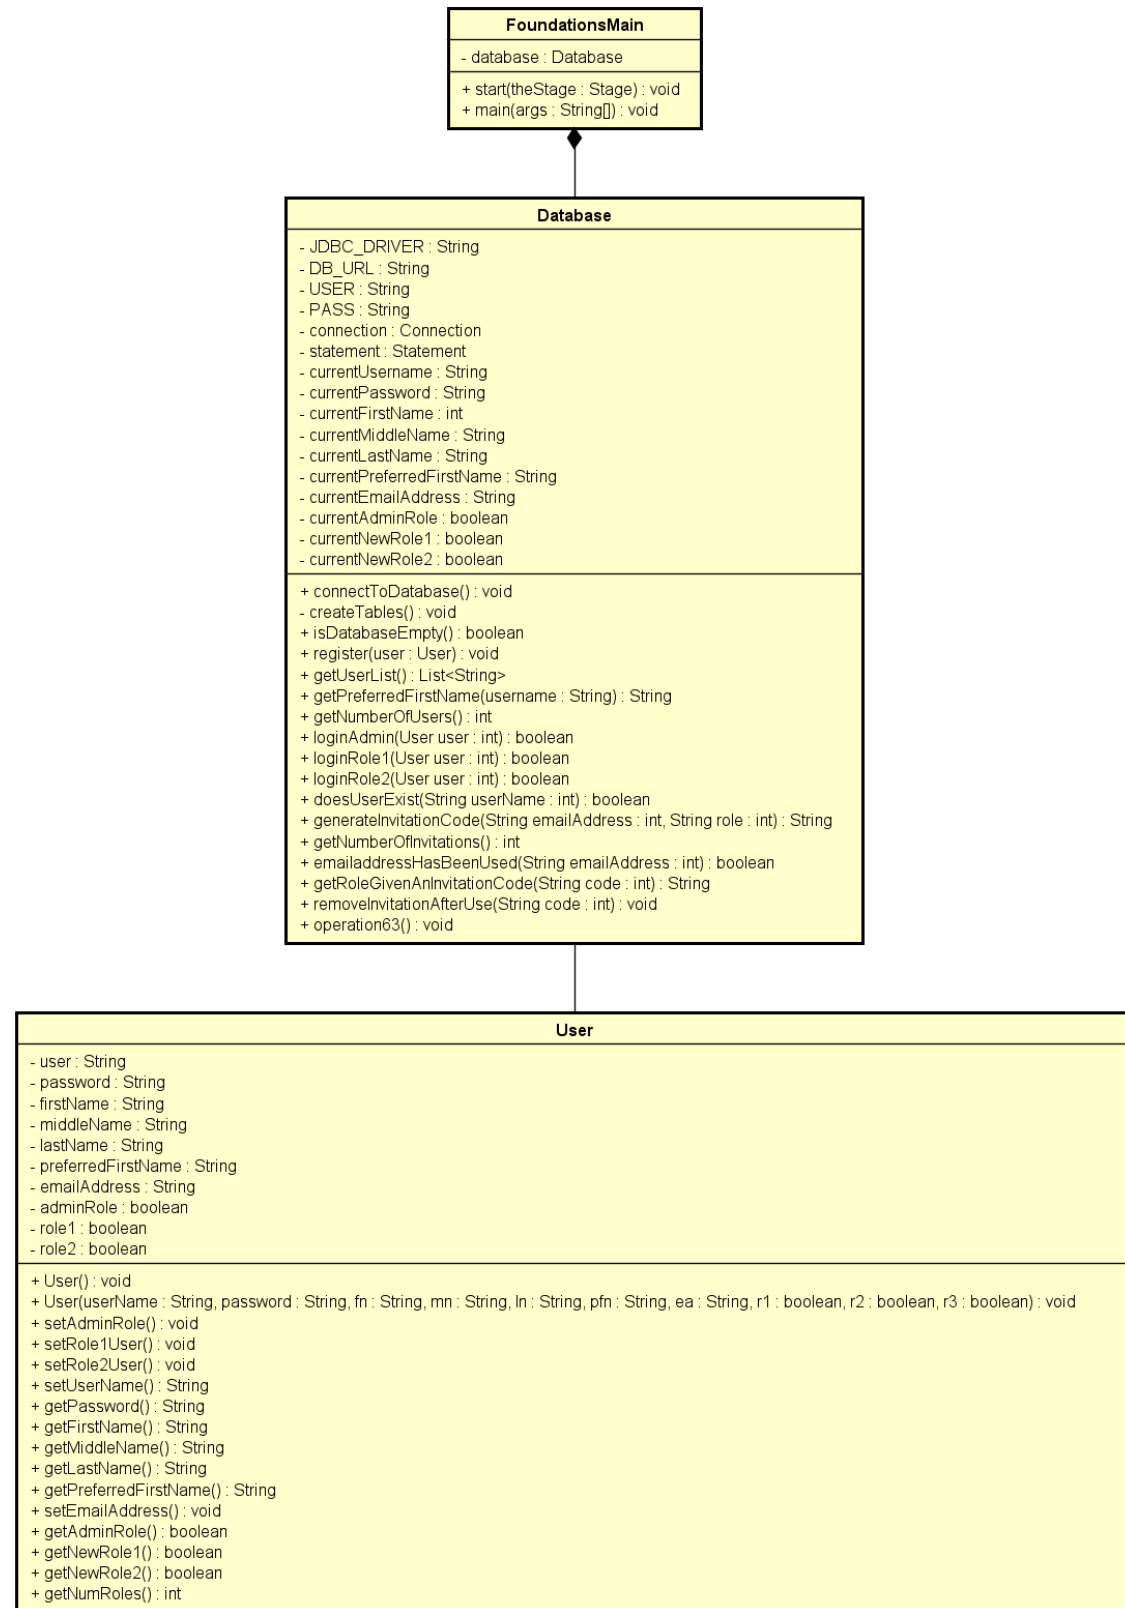 FoundationsMain
- database : Database
+ start(theStage : Stage) : void
+ main(args : String[]) : void
Database
- JDBC_DRIVER : String
- DB_URL : String
- USER : String
- PASS : String
- connection : Connection
- statement : Statement
- currentUsername : String
- currentPassword : String
- currentFirstName : int
- currentMiddleName : String
- currentLastName : String
- currentPreferredFirstName : String
- currentEmailAddress : String
- currentAdminRole : boolean
- currentNewRole1 : boolean
- currentNewRole2 : boolean
+ connectToDatabase() : void
- createTables() : void
+ isDatabaseEmpty() : boolean
+ register(user : User) : void
+ getUserList() : List<String>
+ getPreferredFirstName(username : String) : String
+ getNumberOfUsers() : int
+ loginAdmin(User user : int) : boolean
+ loginRole1(User user : int) : boolean
+ loginRole2(User user : int) : boolean
+ doesUserExist(String userName : int) : boolean
+ generateInvitationCode(String emailAddress : int, String role : int) : String
+ getNumberOfInvitations() : int
+ emailaddressHasBeenUsed(String emailAddress : int) : boolean
+ getRoleGivenAnInvitationCode(String code : int) : String
+ removeInvitationAfterUse(String code : int) : void
+ operation63() : void
User
- user : String
- password : String
- firstName : String
- middleName : String
- lastName : String
- preferredFirstName : String
- emailAddress : String
- adminRole : boolean
- role1 : boolean
- role2 : boolean
+ User() : void
+ User(userName : String, password : String, fn : String, mn : String, ln : String, pfn : String, ea : String, r1 : boolean, r2 : boolean, r3 : boolean) : void
+ setAdminRole() : void
+ setRole1User() : void
+ setRole2User() : void
+ setUserName() : String
+ getPassword() : String
+ getFirstName() : String
+ getMiddleName() : String
+ getLastName() : String
+ getPreferredFirstName() : String
+ setEmailAddress() : void
+ getAdminRole() : boolean
+ getNewRole1() : boolean
+ getNewRole2() : boolean
+ getNumRoles() : int